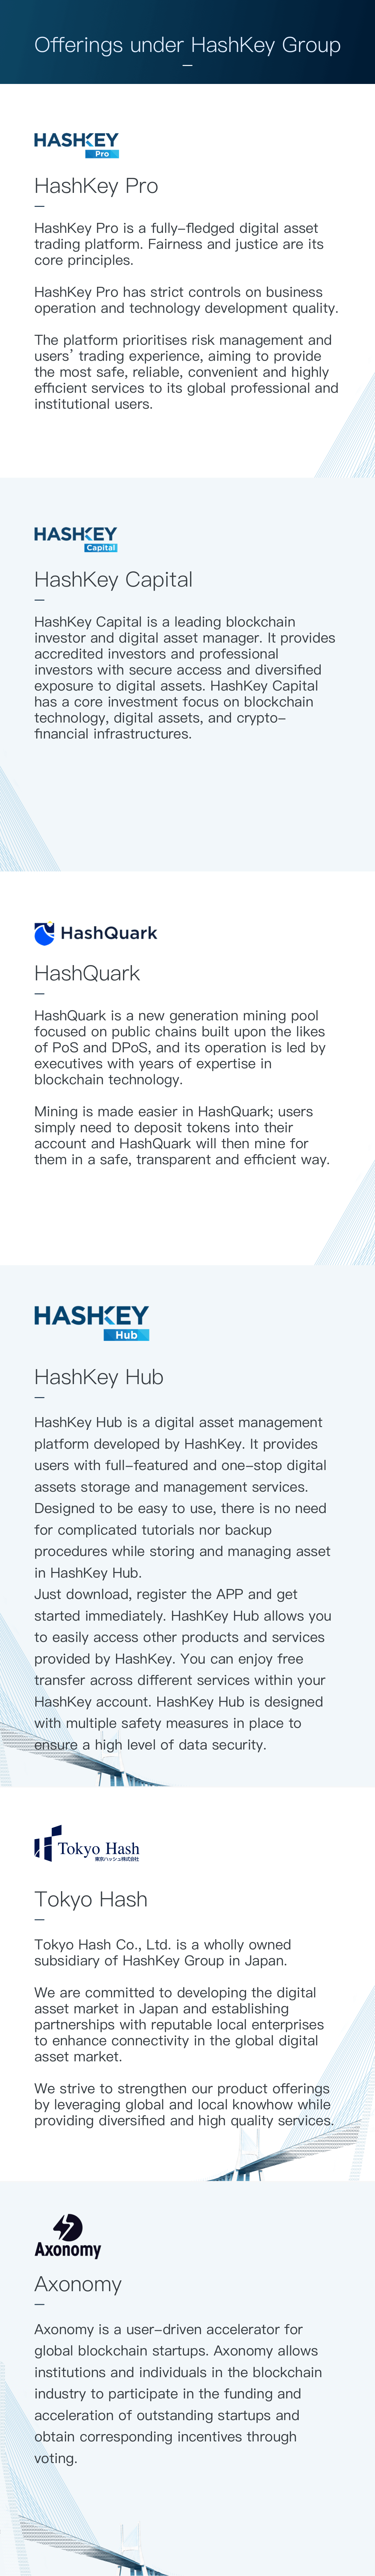 Offerings under HashKey Group
HASHKEY
Pro
HashKey Pro
HashKey Pro is a fully-fledged digital asset
trading platform. Fairness and justice are its
core principles.
HashKey Pro has strict controls on business
operation and technology development quality.
The platform prioritises risk management and
users' trading experience, aiming to provide
the most safe, reliable, convenient and highly
efficient services to its global professional and
institutional users.
HASHKEY
Capital
HashKey Capital
HashKey Capital is a leading blockchain
investor and digital asset manager. It provides
accredited investors and professional
investors with secure access and diversified
exposure to digital assets. HashKey Capital
has a core investment focus on blockchain
technology, digital assets, and crypto-
financial infrastructures.
HashQuark
HashQuark
HashQuark is a new generation mining pool
focused on public chains built upon the likes
of PoS and DPoS, and its operation is led by
executives with years of expertise in
blockchain technology.
Mining is made easier in HashQuark; users
simply need to deposit tokens into their
account and HashQuark will then mine for
them in a safe, transparent and efficient way.
HASHKEY
Hub
HashKey Hub
HashKey Hub is a digital asset management
platform developed by HashKey. It provides
users with full-featured and one-stop digital
assets storage and management services.
Designed to be easy to use, there is no need
for complicated tutorials nor backup
procedures while storing and managing asset
in HashKey Hub.
Just download, register the APP and get
started immediately. HashKey Hub allows you
to easily access other products and services
provided by HashKey. You can enjoy free
transfer across different services within your
HashKey account. HashKey Hub is designed
with multiple safety measures in place to
ensure a high level of data security.
Tokyo Hash
東京ハッシュ株式会社
Tokyo Hash
Tokyo Hash Co., Ltd. is a wholly owned
subsidiary of HashKey Group in Japan.
We are committed to developing the digital
asset market in Japan and establishing
partnerships with reputable local enterprises
to enhance connectivity in the global digital
asset market.
We strive to strengthen our product offerings
by leveraging global and local knowhow while
providing diversified and high quality services.
Axonomy
Axonomy
Axonomy is a user-driven accelerator for
global blockchain startups. Axonomy allows
institutions and individuals in the blockchain
industry to participate in the funding and
acceleration of outstanding startups and
obtain corresponding incentives through
voting.